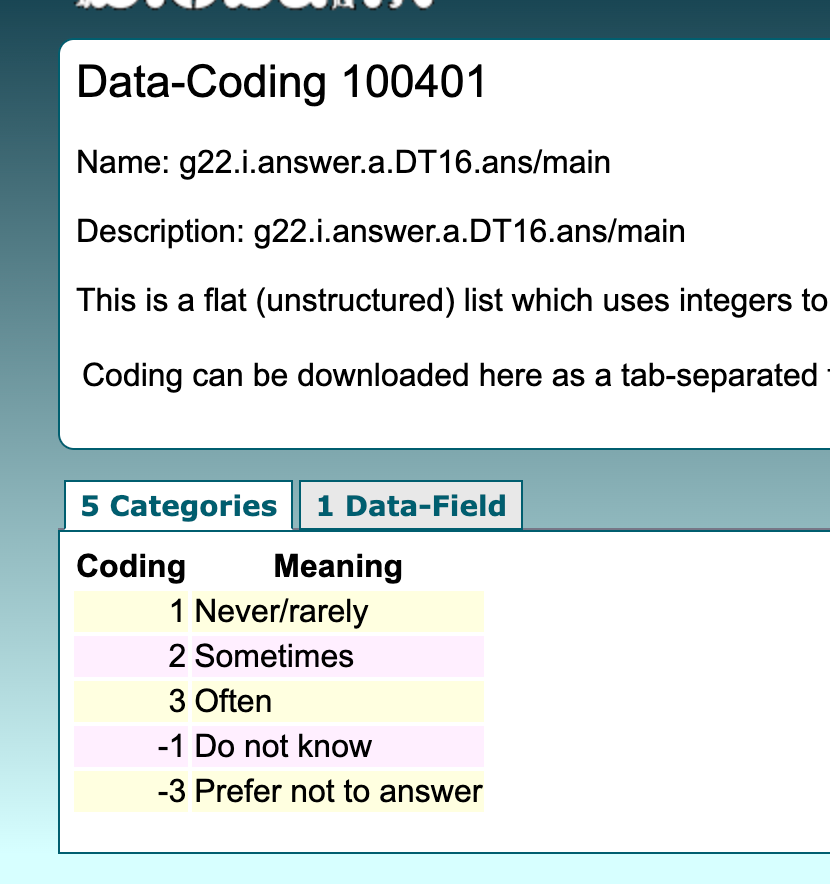 Data-Coding 100401
Name: g22.i.answer.a.DT16.ans/main
Description: g22.i.answer.a.DT16.ans/main
This is a flat (unstructured) list which uses integers to
Coding can be downloaded here as a tab-separated
5 Categories 1 Data-Field
Coding Meaning
1 Never/rarely
2 Sometimes
3 Often
-1 Do not know
-3 Prefer not to answer